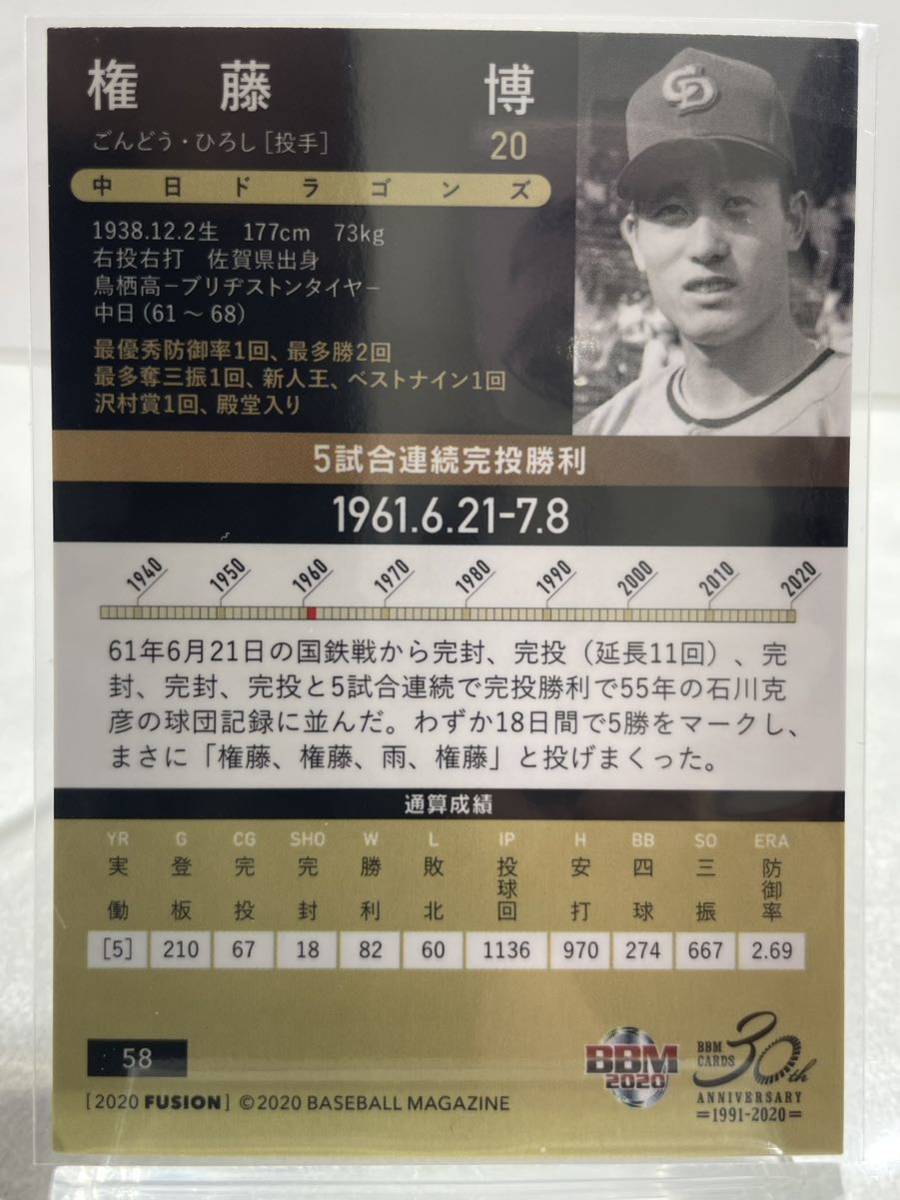 権藤 博
ごんどう・ひろし［投手］ 20
中日ドラゴンズ
CD
1938.12.2生 177cm 73kg
右投右打 佐賀県出身
鳥栖高−ブリヂストンタイヤ−
中日（61〜68）
最優秀防御率1回、最多勝2回
最多奪三振1回、新人王、ベストナイン1回
沢村賞1回、殿堂入り
5試合連続完投勝利
1961.6.21-7.8
1940 1950 1960 1970 1980 1990 2000 2010 2020
61年6月21日の国鉄戦から完封、完投（延長11回）、完
封、完封、完投と5試合連続で完投勝利で55年の石川克
彦の球団記録に並んだ。わずか18日間で5勝をマークし、
まさに「権藤、権藤、雨、権藤」と投げまくった。
通算成績
YR G CG SHO W L IP H BB SO ERA
実働 登板 完投 完封 勝利 敗北 投球回 安打 四球 三振 防御率
[5] 210 67 18 82 60 1136 970 274 667 2.69
58
BBM
2020
BBM
CARDS 30th
ANNIVERSARY
=1991-2020=
[2020 FUSION] ©2020 BASEBALL MAGAZINE